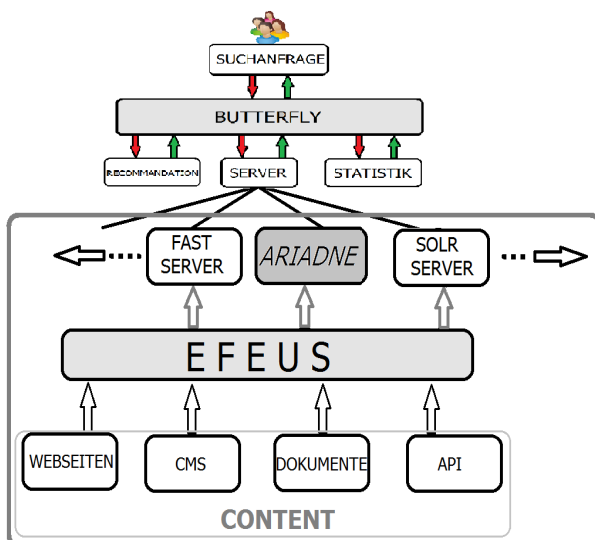 SUCHANFRAGE
BUTTERFLY
RECOMMANDATION
SERVER
STATISTIK
FAST
SERVER
ARIADNE
SOLR
SERVER
EFEUS
WEBSEITEN
CMS
DOKUMENTE
API
CONTENT